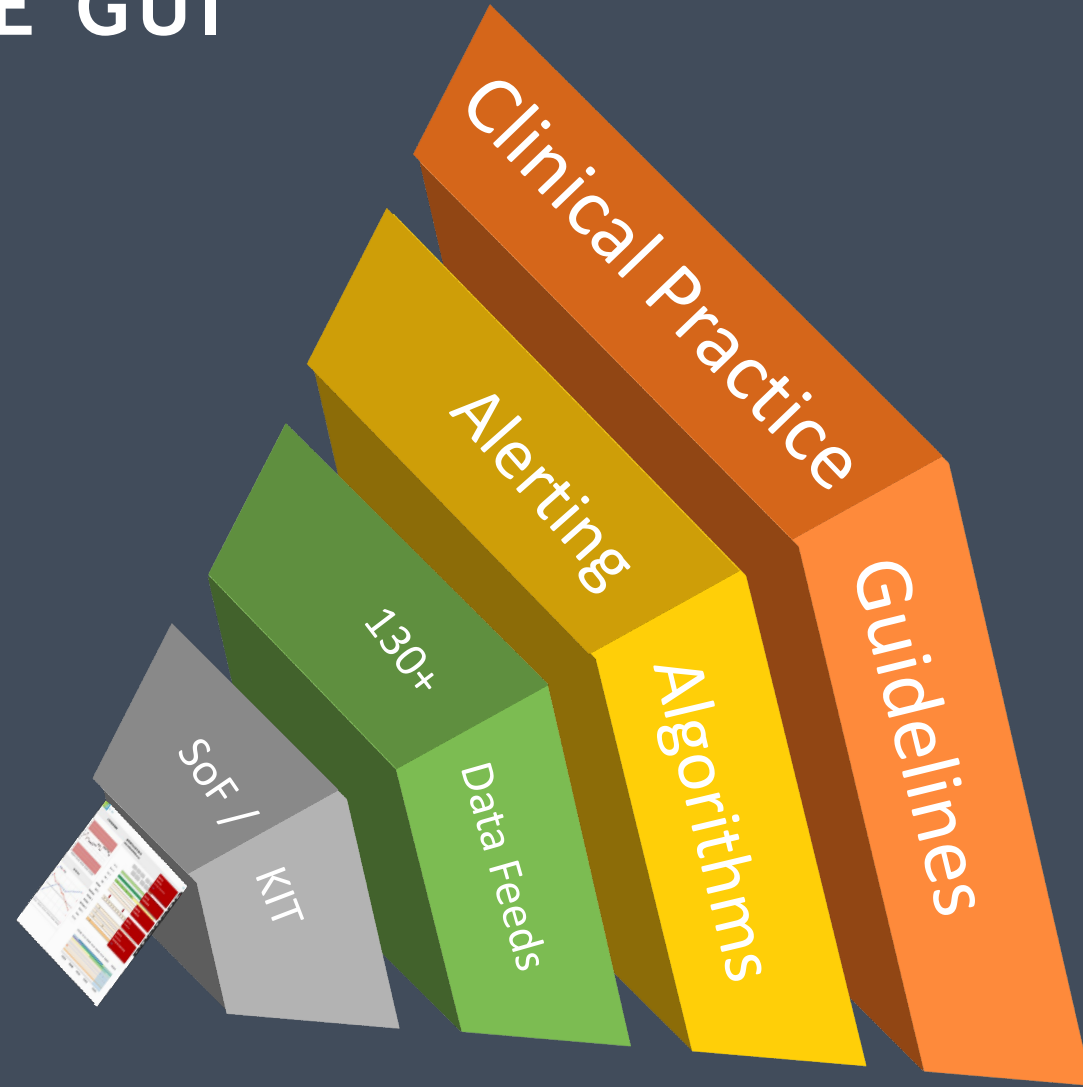 E GUI
Clinical Practice
Guidelines
Alerting
Algorithms
130+
Data Feeds
SoF /
KIT